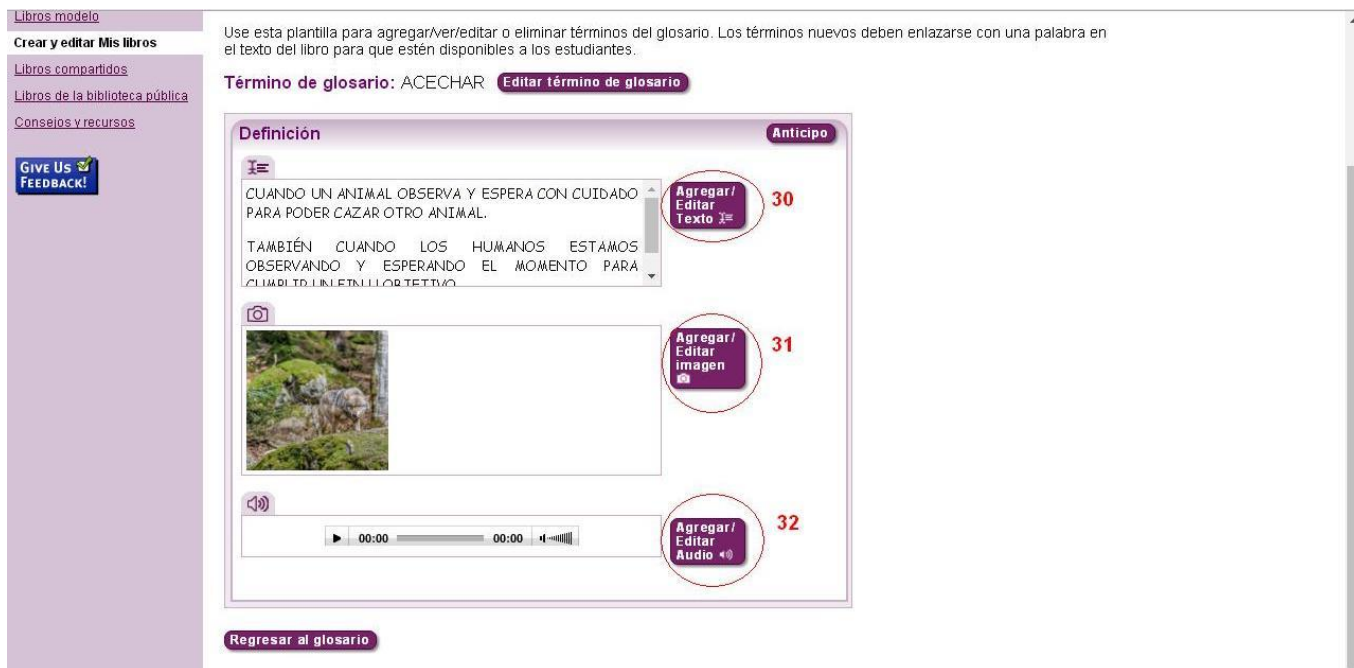 Libros modelo
Crear y editar Mis libros
Libros compartidos
Libros de la biblioteca pública
Consejos y recursos
GIVE US
FEEDBACK!
Use esta plantilla para agregar/ver/editar o eliminar términos del glosario. Los términos nuevos deben enlazarse con una palabra en
el texto del libro para que estén disponibles a los estudiantes.
Término de glosario: ACECHAR Editar término de glosario
Definición Anticipo
CUANDO UN ANIMAL OBSERVA Y ESPERA CON CUIDADO
PARA PODER CAZAR OTRO ANIMAL.
TAMBIÉN CUANDO LOS HUMANOS ESTAMOS
OBSERVANDO Y ESPERANDO EL MOMENTO PARA
CUMPLIR UN FIN U OBJETIVO
Agregar/
Editar
Texto
30
Agregar/
Editar
imagen
31
00:00 00:00
Agregar/
Editar
Audio
32
Regresar al glosario